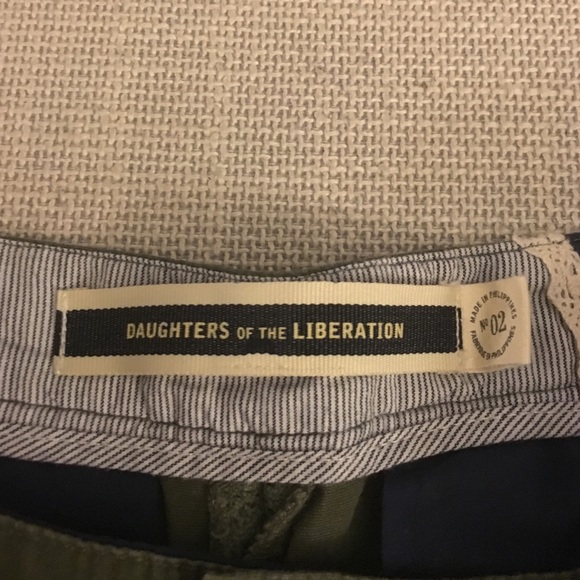 DAUGHTERS OF THE LIBERATION
MADE IN PHILIPPINES
Nº 02